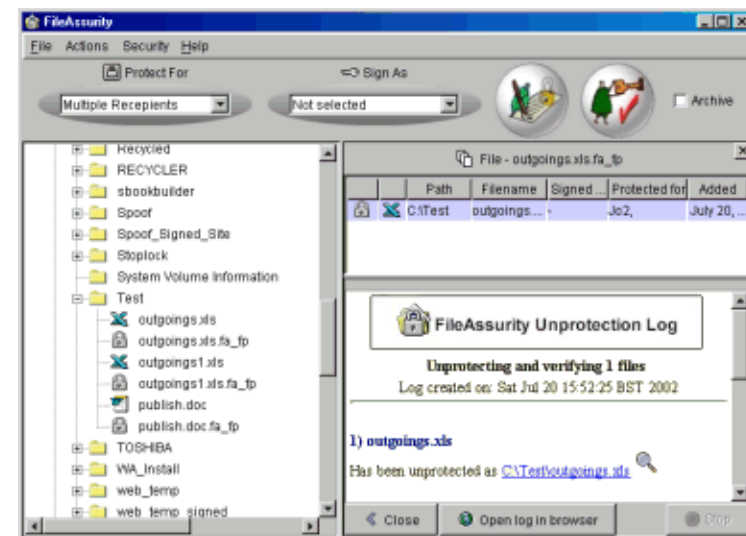 FileAssurity
File Actions Security Help
Protect For
Sign As
Multiple Recepients
Not selected
Archive
Recycled
RECYCLER
sbookbuilder
Spoof
Spoof_Signed_Site
Stoplock
System Volume Information
Test
outgoings.xls
outgoings.xls.fa_fp
outgoings1.xls
outgoings1.xls.fa_fp
publish.doc
publish.doc.fa_fp
TOSHIBA
WA_Install
web_temp
web_temp_signed
File - outgoings.xls.fa_fp
Path Filename Signed ... Protected for Added
C:\Test outgoings.... - Jo2, July 20, ...
FileAssurity Unprotection Log
Unprotecting and verifying 1 files
Log created on: Sat Jul 20 15:52:25 BST 2002
1) outgoings.xls
Has been unprotected as C:\Test\outgoings.xls
Close Open log in browser Stop